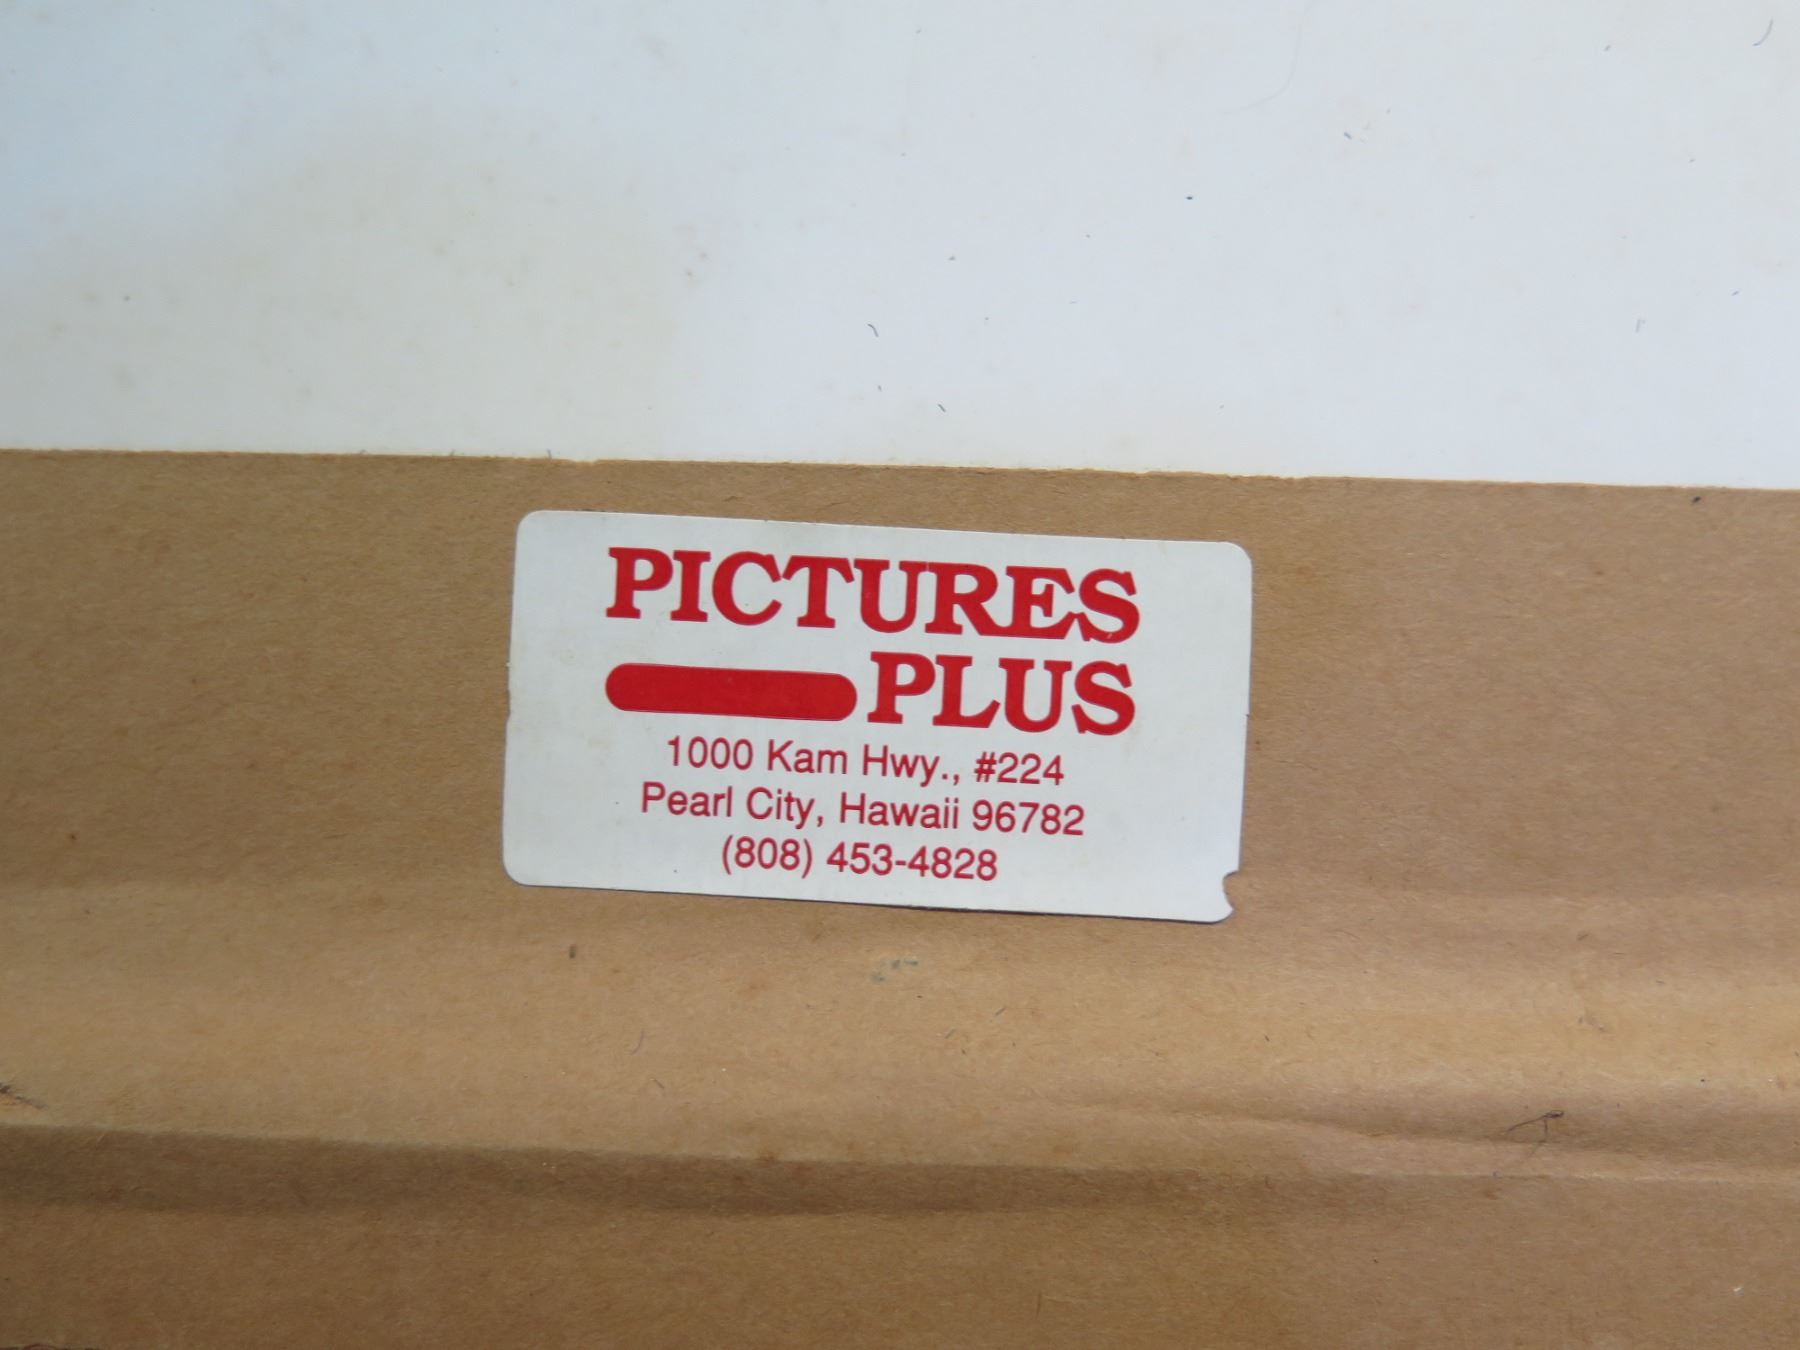 PICTURES
PLUS
1000 Kam Hwy., #224
Pearl City, Hawaii 96782
(808) 453-4828